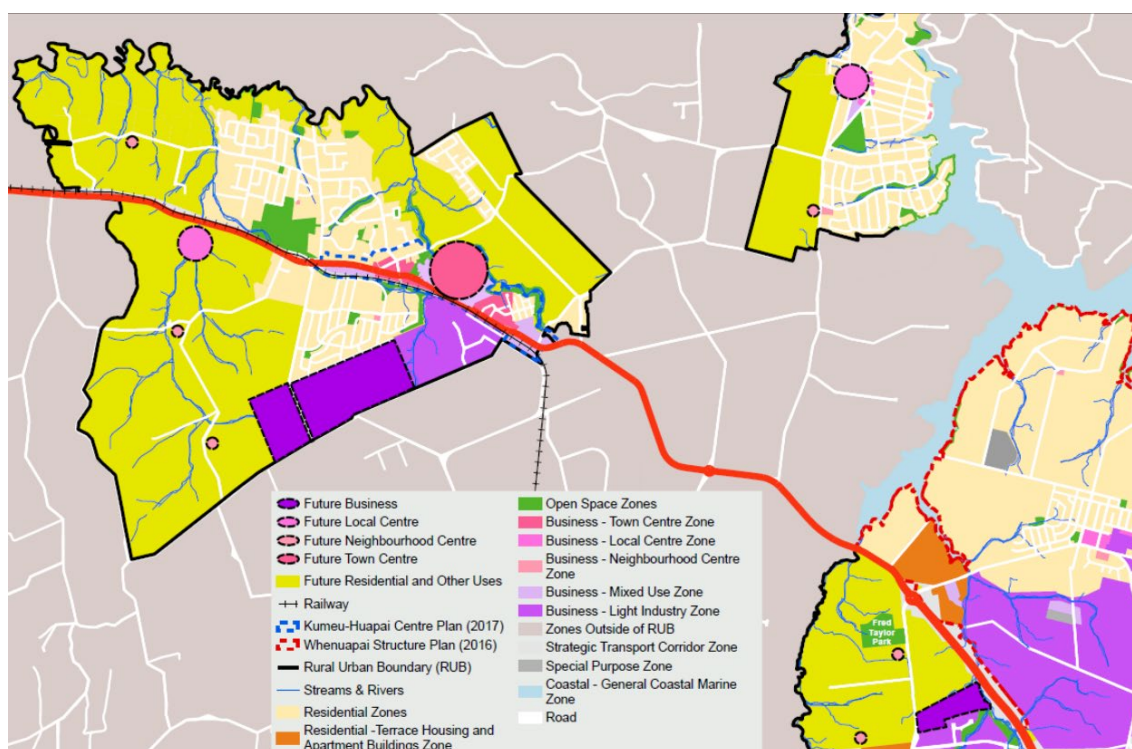 Fred
Taylor
Park
Future Business
Future Local Centre
Future Neighbourhood Centre
Future Town Centre
Future Residential and Other Uses
Railway
Kumeu-Huapai Centre Plan (2017)
Whenuapai Structure Plan (2016)
Rural Urban Boundary (RUB)
Streams & Rivers
Residential Zones
Residential -Terrace Housing and
Apartment Buildings Zone
Open Space Zones
Business - Town Centre Zone
Business - Local Centre Zone
Business - Neighbourhood Centre
Zone
Business - Mixed Use Zone
Business - Light Industry Zone
Zones Outside of RUB
Strategic Transport Corridor Zone
Special Purpose Zone
Coastal - General Coastal Marine
Zone
Road